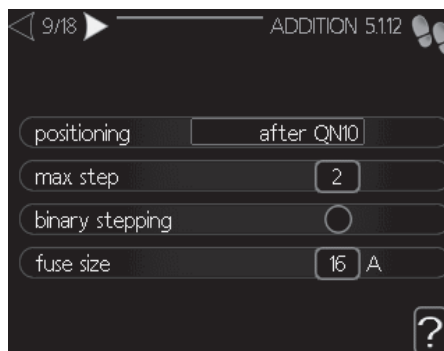 9/18 ADDITION 5.1.12
positioning after QN10
max step 2
binary stepping
fuse size 16 A
?